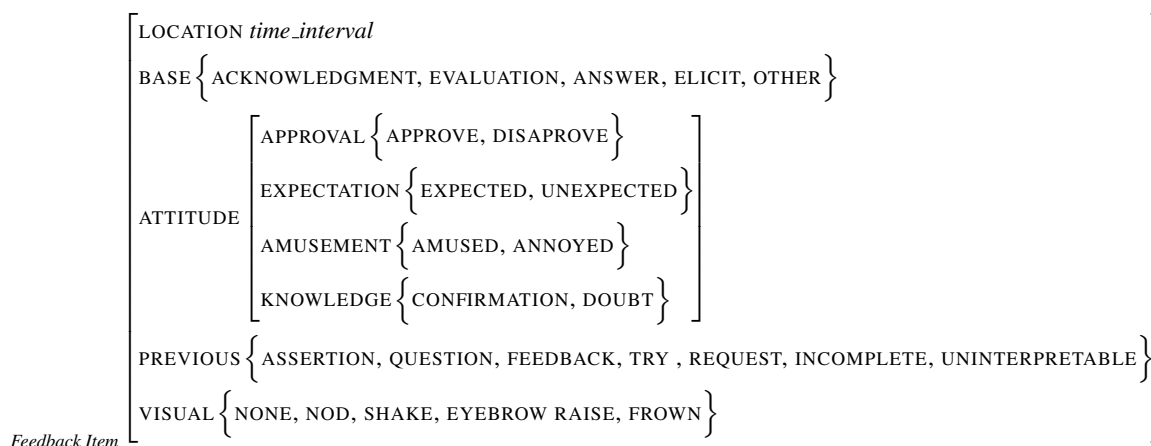 LOCATION time_interval
BASE { ACKNOWLEDGMENT, EVALUATION, ANSWER, ELICIT, OTHER }
APPROVAL { APPROVE, DISAPROVE }
EXPECTATION { EXPECTED, UNEXPECTED }
ATTITUDE
AMUSEMENT { AMUSED, ANNOYED }
KNOWLEDGE { CONFIRMATION, DOUBT }
PREVIOUS { ASSERTION, QUESTION, FEEDBACK, TRY , REQUEST, INCOMPLETE, UNINTERPRETABLE }
VISUAL { NONE, NOD, SHAKE, EYEBROW RAISE, FROWN }
Feedback Item